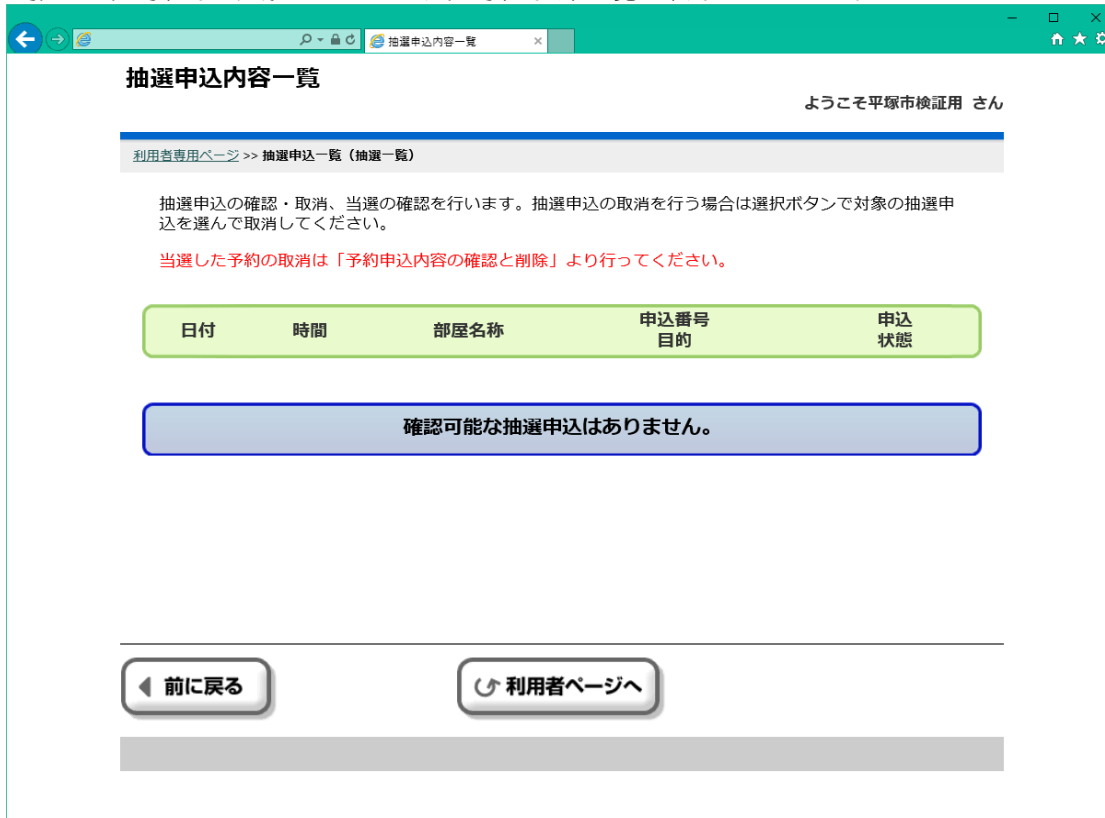 抽選申込内容一覧
抽選申込内容一覧
ようこそ平塚市検証用 さん
利用者専用ページ >> 抽選申込一覧（抽選一覧）
抽選申込の確認・取消、当選の確認を行います。抽選申込の取消を行う場合は選択ボタンで対象の抽選申
込を選んで取消してください。
当選した予約の取消は「予約申込内容の確認と削除」より行ってください。
日付 時間 部屋名称 申込番号 申込
目的 状態
確認可能な抽選申込はありません。
前に戻る 利用者ページへ